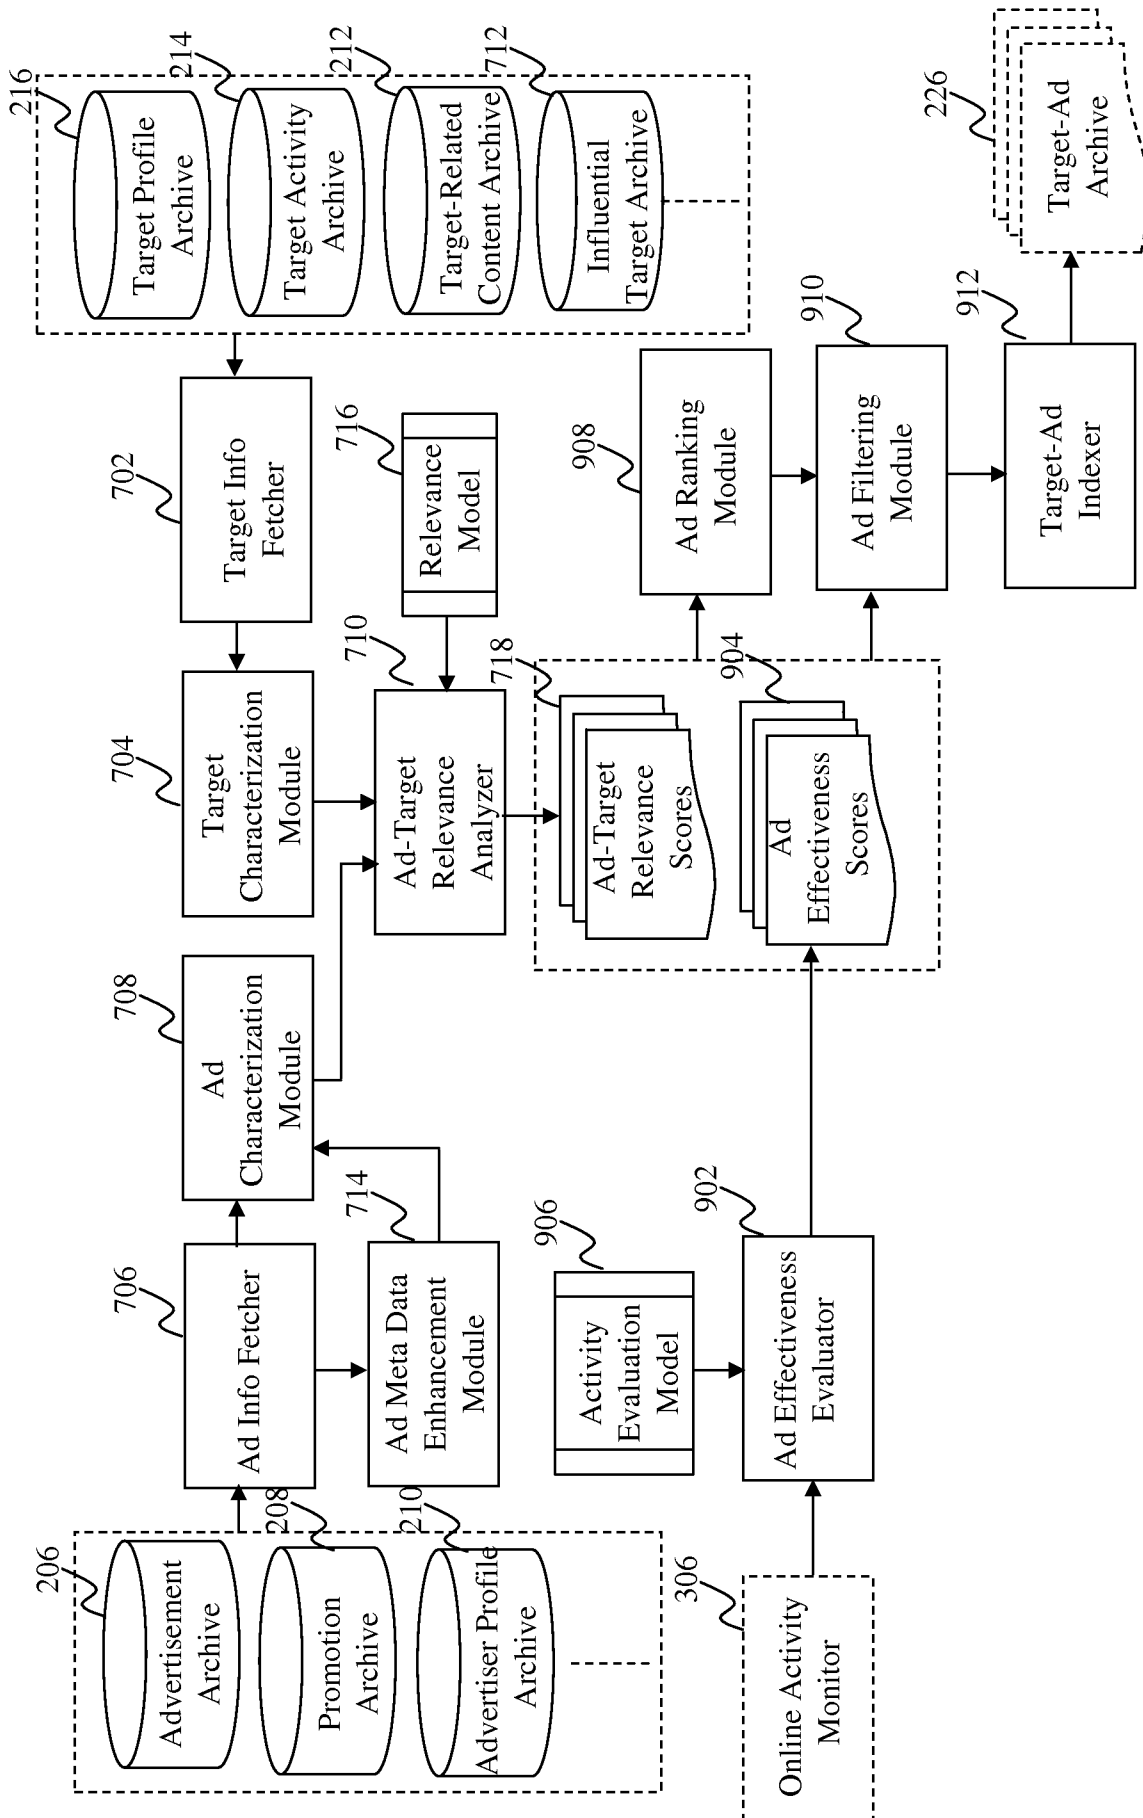 206
Advertisement
Archive
208
Promotion
Archive
210
Advertiser Profile
Archive
706
Ad Info Fetcher
714
Ad Meta Data
Enhancement
Module
708
Ad
Characterization
Module
704
Target
Characterization
Module
702
Target Info
Fetcher
216
Target Profile
Archive
214
Target Activity
Archive
212
Target-Related
Content Archive
712
Influential
Target Archive
710
Ad-Target
Relevance
Analyzer
716
Relevance
Model
306
Online Activity
Monitor
906
Activity
Evaluation
Model
902
Ad Effectiveness
Evaluator
718
Ad-Target
Relevance
Scores
904
Ad
Effectiveness
Scores
908
Ad Ranking
Module
910
Ad Filtering
Module
912
Target-Ad
Indexer
226
Target-Ad
Archive